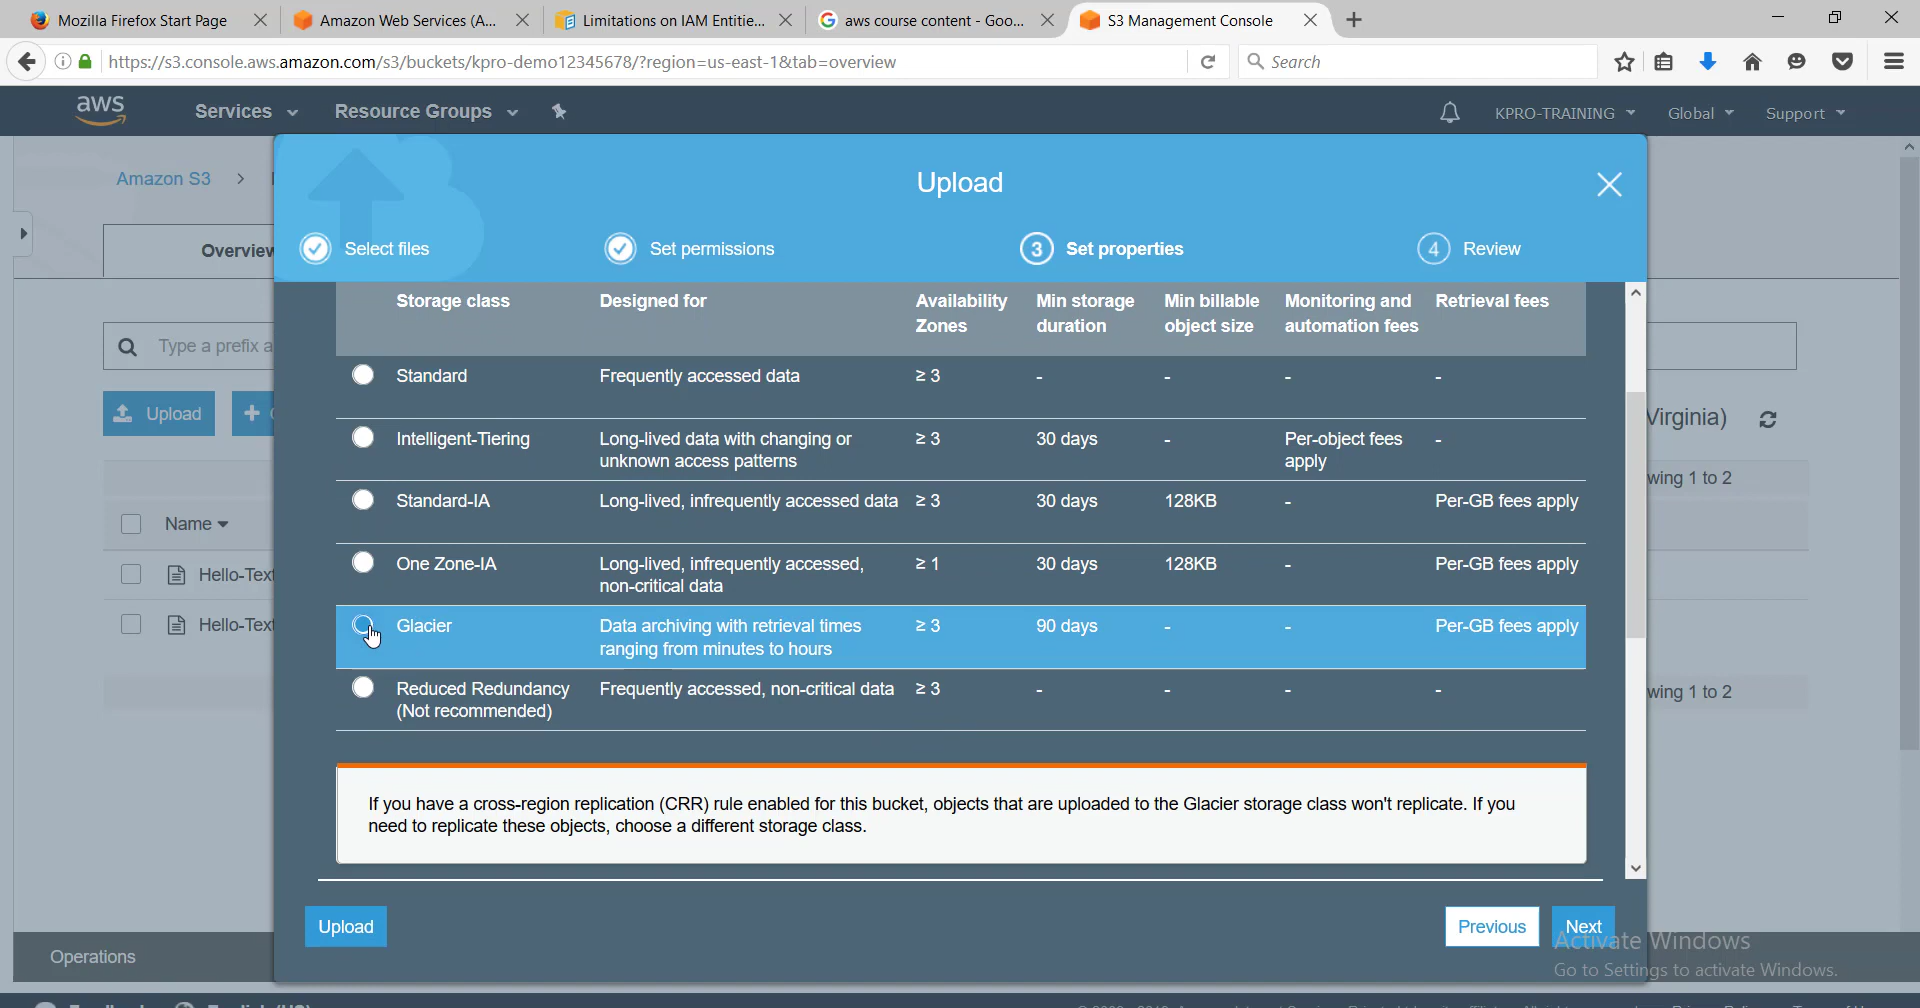 Mozilla Firefox Start Page
Amazon Web Services (A...
Limitations on IAM Entitie...
aws course content - Goo...
S3 Management Console
https://s3.console.aws.amazon.com/s3/buckets/kpro-demo12345678/?region=us-east-1&tab=overview
Search
aws
Services
Resource Groups
KPRO-TRAINING
Global
Support
Amazon S3 >
Upload
Overview
Select files
Set permissions
3 Set properties
4 Review
Type a prefix a
Upload
Virginia)
wing 1 to 2
Name
Hello-Text
Hello-Text
wing 1 to 2
Storage class Designed for Availability Zones Min storage duration Min billable object size Monitoring and automation fees Retrieval fees
Standard Frequently accessed data ≥ 3 - - - -
Intelligent-Tiering Long-lived data with changing or unknown access patterns ≥ 3 30 days - Per-object fees apply -
Standard-IA Long-lived, infrequently accessed data ≥ 3 30 days 128KB - Per-GB fees apply
One Zone-IA Long-lived, infrequently accessed, non-critical data ≥ 1 30 days 128KB - Per-GB fees apply
Glacier Data archiving with retrieval times ranging from minutes to hours ≥ 3 90 days - - Per-GB fees apply
Reduced Redundancy (Not recommended) Frequently accessed, non-critical data ≥ 3 - - - -
If you have a cross-region replication (CRR) rule enabled for this bucket, objects that are uploaded to the Glacier storage class won't replicate. If you
need to replicate these objects, choose a different storage class.
Upload
Previous
Next
Operations
Activate Windows
Go to Settings to activate Windows.